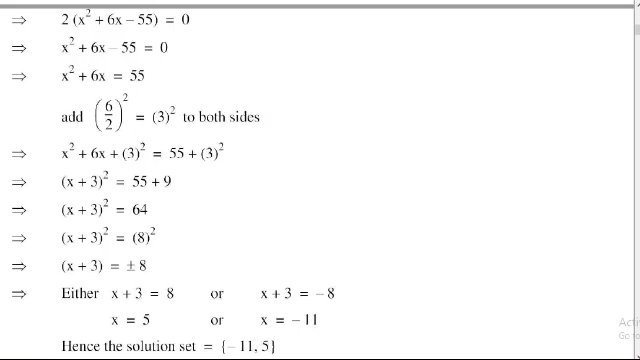 ⇒ 2 (x² + 6x – 55) = 0
⇒ x² + 6x – 55 = 0
⇒ x² + 6x = 55
add (6/2)² = (3)² to both sides
⇒ x² + 6x + (3)² = 55 + (3)²
⇒ (x + 3)² = 55 + 9
⇒ (x + 3)² = 64
⇒ (x + 3)² = (8)²
⇒ (x + 3) = ± 8
⇒ Either x + 3 = 8 or x + 3 = – 8
x = 5 or x = – 11
Hence the solution set = {– 11, 5}